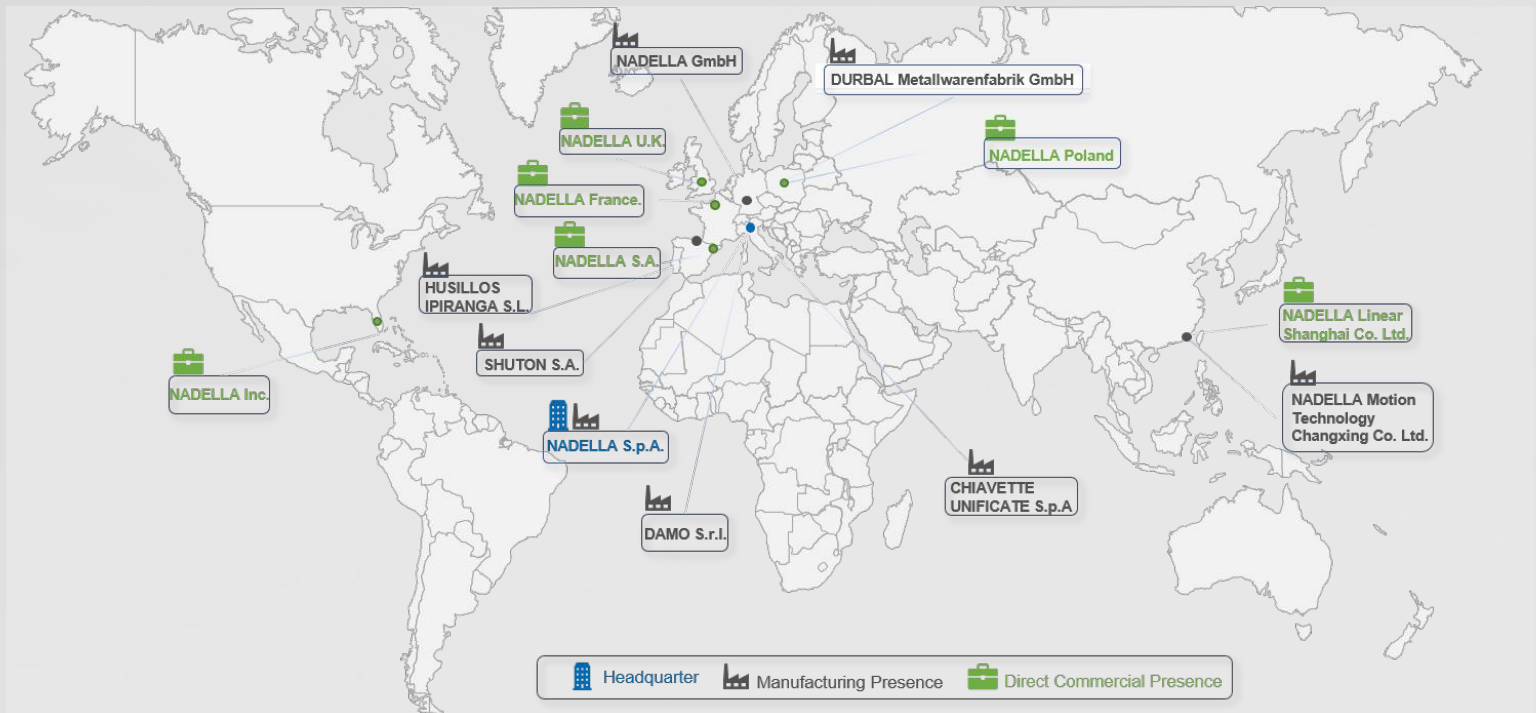 NADELLA GmbH
DURBAL Metallwarenfabrik GmbH
NADELLA U.K.
NADELLA Poland
NADELLA France.
NADELLA S.A.
HUSILLOS
IPIRANGA S.L.
NADELLA Linear
Shanghai Co. Ltd.
SHUTON S.A.
NADELLA Inc.
NADELLA Motion
Technology
Changxing Co. Ltd.
NADELLA S.p.A.
CHIAVETTE
UNIFICATE S.p.A
DAMO S.r.l.
Headquarter
Manufacturing Presence
Direct Commercial Presence